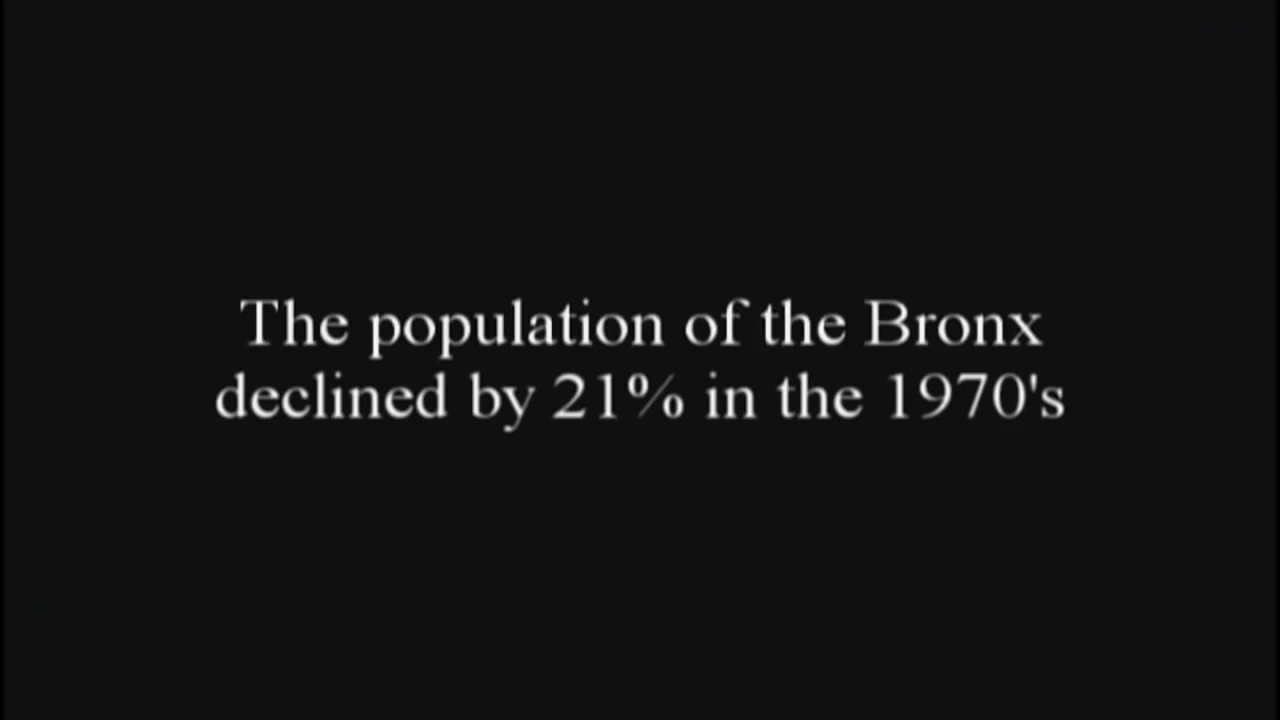 The population of the Bronx
declined by 21% in the 1970's